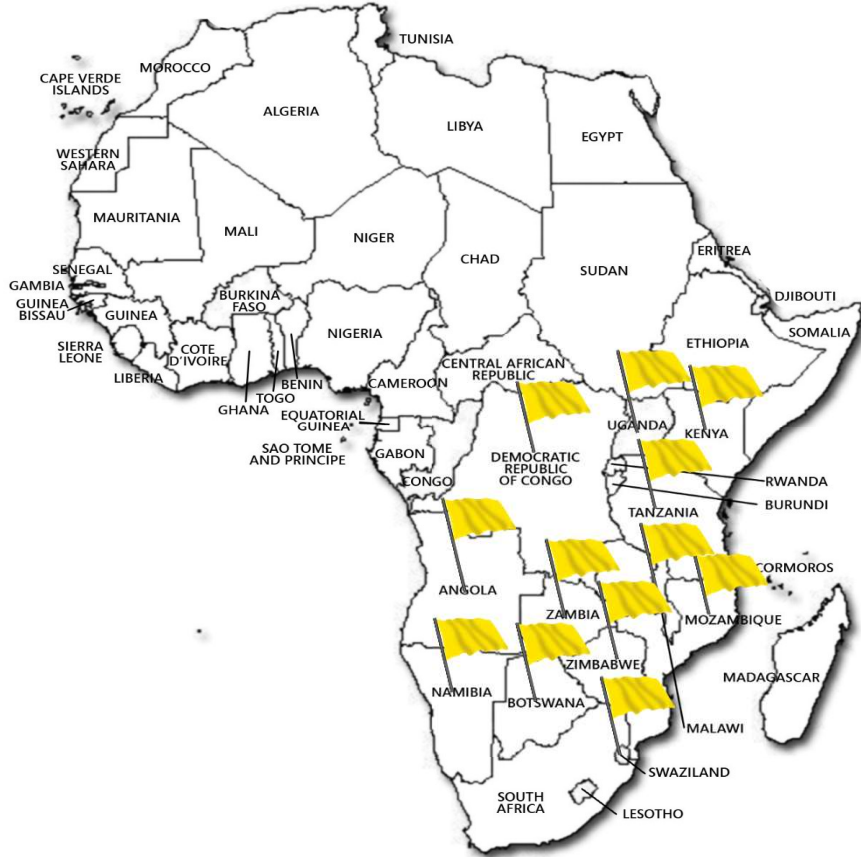 TUNISIA
MOROCCO
CAPE VERDE
ISLANDS
ALGERIA
LIBYA
EGYPT
WESTERN
SAHARA
MAURITANIA
MALI
NIGER
CHAD
SUDAN
ERITREA
SENEGAL
GAMBIA
GUINEA
BISSAU
GUINEA
BURKINA
FASO
NIGERIA
DJIBOUTI
SOMALIA
ETHIOPIA
SIERRA
LEONE
COTE
D'IVOIRE
LIBERIA
GHANA
TOGO
BENIN
CAMEROON
CENTRAL AFRICAN
REPUBLIC
EQUATORIAL
GUINEA
SAO TOME
AND PRINCIPE
GABON
CONGO
DEMOCRATIC
REPUBLIC
OF CONGO
UGANDA
KENYA
RWANDA
BURUNDI
TANZANIA
CORMOROS
ANGOLA
ZAMBIA
MOZAMBIQUE
ZIMBABWE
MADAGASCAR
NAMIBIA
BOTSWANA
MALAWI
SWAZILAND
SOUTH
AFRICA
LESOTHO